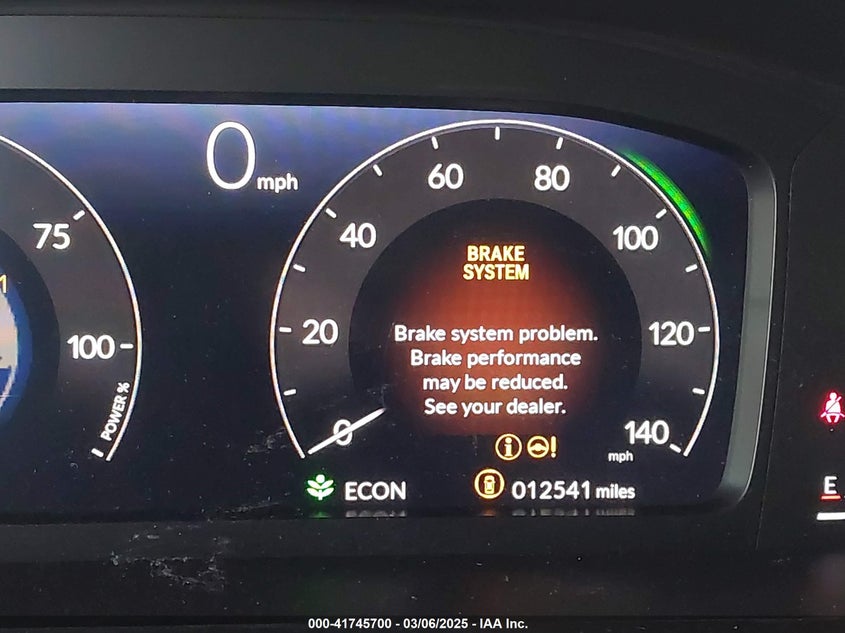 0 mph
75
100
POWER %
0
20
40
60
80
100
120
140
mph
BRAKE
SYSTEM
Brake system problem.
Brake performance
may be reduced.
See your dealer.
!
ECON
012541 miles
E
000-41745700 - 03/06/2025 - IAA Inc.